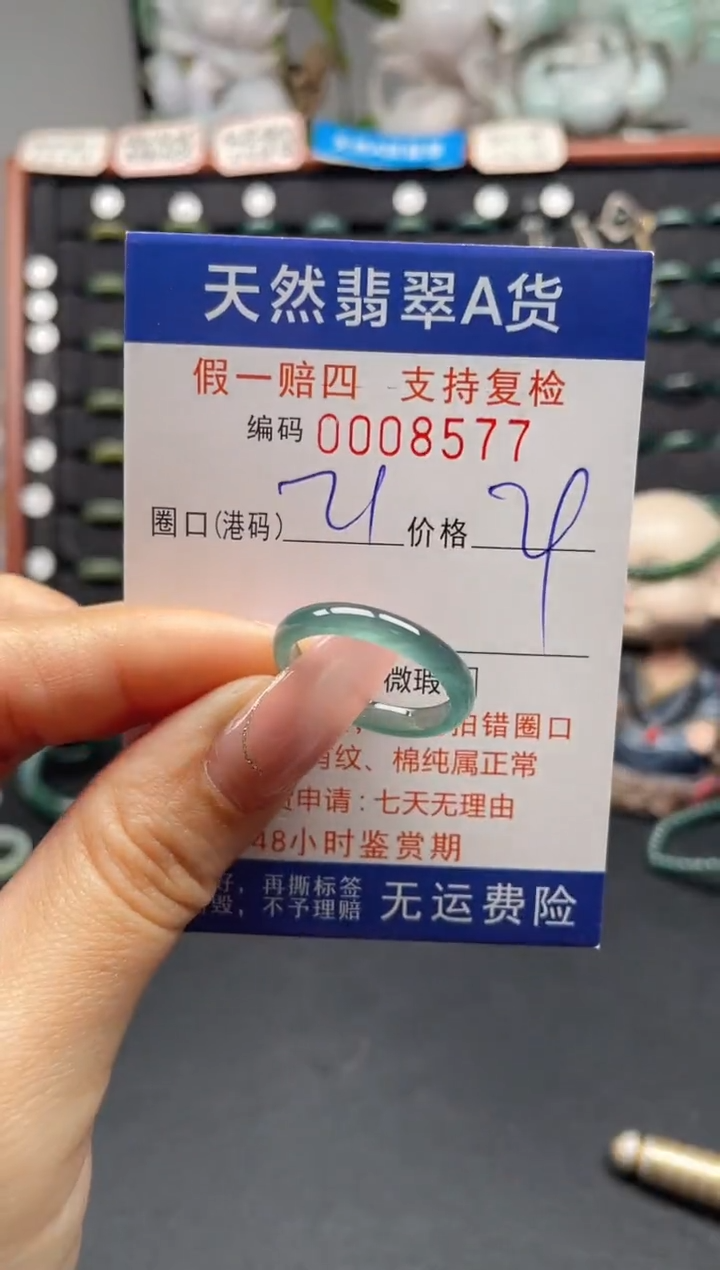 天然翡翠A货
假一赔四 支持复检
编码 0008577
圈口(港码) 价格
微瑕
拍错圈口
纹、棉纯属正常
申请:七天无理由
48小时鉴赏期
好,再撕标签
毁,不予理赔
无运费险